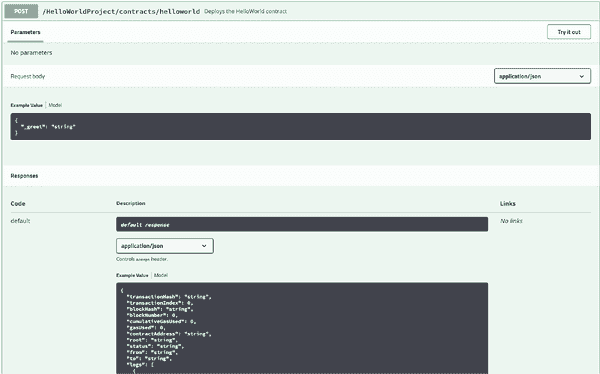 POST /HelloWorldProject/contracts/helloworld Deploys the HelloWorld contract
Parameters
Try it out
No parameters
Request body
application/json
Example Value | Model
{
"_greet": "string"
}
Responses
Code Description Links
default
default response
No links
application/json
Controls Accept header.
Example Value | Model
{
"transactionHash": "string",
"transactionIndex": 0,
"blockHash": "string",
"blockNumber": 0,
"cumulativeGasUsed": 0,
"gasUsed": 0,
"contractAddress": "string",
"root": "string",
"status": "string",
"from": "string",
"to": "string",
"logs": [
{